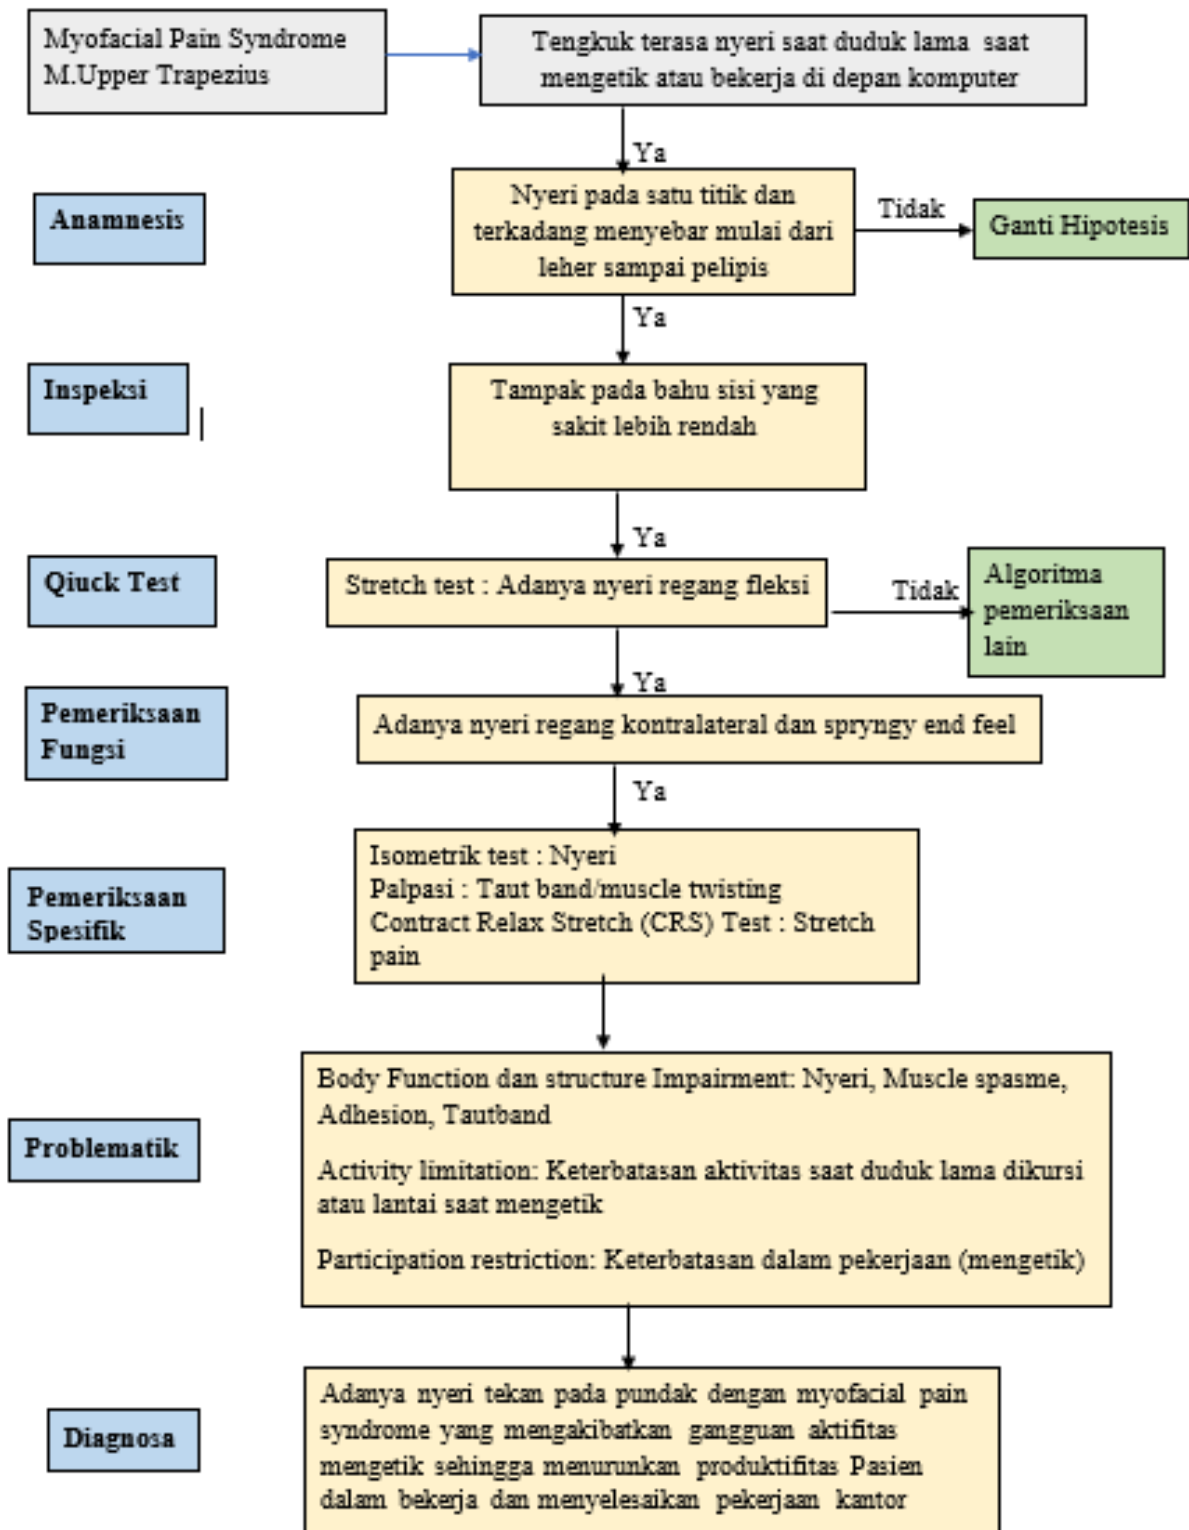 Myofacial Pain Syndrome
M.Upper Trapezius
Tengkuk terasa nyeri saat duduk lama saat
mengetik atau bekerja di depan komputer
Ya
Anamnesis
Nyeri pada satu titik dan
terkadang menyebar mulai dari
leher sampai pelipis
Tidak
Ganti Hipotesis
Ya
Inspeksi
Tampak pada bahu sisi yang
sakit lebih rendah
Ya
Qiuck Test
Stretch test : Adanya nyeri regang fleksi
Tidak
Algoritma
pemeriksaan
lain
Ya
Pemeriksaan
Fungsi
Adanya nyeri regang kontralateral dan spryngy end feel
Ya
Pemeriksaan
Spesifik
Isometrik test : Nyeri
Palpasi : Taut band/muscle twisting
Contract Relax Stretch (CRS) Test : Stretch
pain
Problematik
Body Function dan structure Impairment: Nyeri, Muscle spasme,
Adhesion, Tautband
Activity limitation: Keterbatasan aktivitas saat duduk lama dikursi
atau lantai saat mengetik
Participation restriction: Keterbatasan dalam pekerjaan (mengetik)
Diagnosa
Adanya nyeri tekan pada pundak dengan myofacial pain
syndrome yang mengakibatkan gangguan aktifitas
mengetik sehingga menurunkan produktifitas Pasien
dalam bekerja dan menyelesaikan pekerjaan kantor